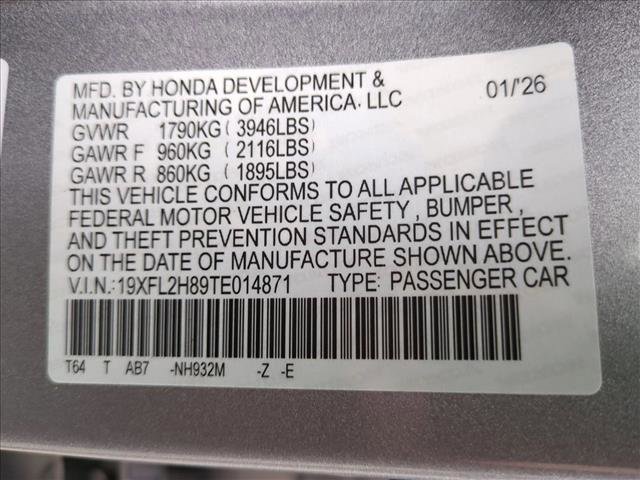 MFD. BY HONDA DEVELOPMENT &
MANUFACTURING OF AMERICA, LLC 01/'26
GVWR 1790KG ( 3946LBS )
GAWR F 960KG ( 2116LBS )
GAWR R 860KG ( 1895LBS )
THIS VEHICLE CONFORMS TO ALL APPLICABLE
FEDERAL MOTOR VEHICLE SAFETY , BUMPER ,
AND THEFT PREVENTION STANDARDS IN EFFECT
ON THE DATE OF MANUFACTURE SHOWN ABOVE.
V.I.N.:19XFL2H89TE014871 TYPE: PASSENGER CAR
T64 T AB7 -NH932M -Z -E